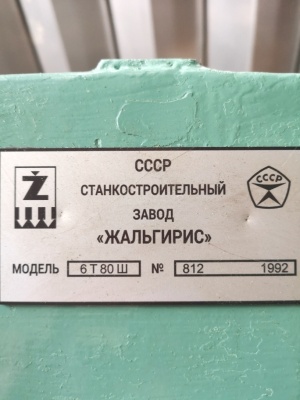 СССР
Ž
СТАНКОСТРОИТЕЛЬНЫЙ
СССР
ЗАВОД
«ЖАЛЬГИРИС»
МОДЕЛЬ 6Т80Ш № 812 1992